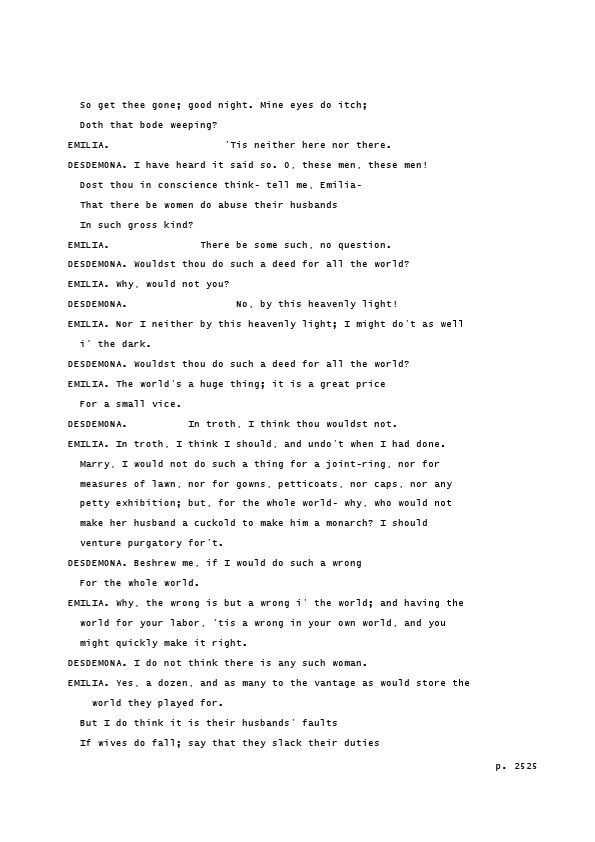 So get thee gone; good night. Mine eyes do itch;
Doth that bode weeping?
EMILIA.                   'Tis neither here nor there.
DESDEMONA. I have heard it said so. O, these men, these men!
Dost thou in conscience think- tell me, Emilia-
That there be women do abuse their husbands
In such gross kind?
EMILIA.               There be some such, no question.
DESDEMONA. Wouldst thou do such a deed for all the world?
EMILIA. Why, would not you?
DESDEMONA.                  No, by this heavenly light!
EMILIA. Nor I neither by this heavenly light; I might do't as well
i' the dark.
DESDEMONA. Wouldst thou do such a deed for all the world?
EMILIA. The world's a huge thing; it is a great price
For a small vice.
DESDEMONA.          In troth, I think thou wouldst not.
EMILIA. In troth, I think I should, and undo't when I had done.
Marry, I would not do such a thing for a joint-ring, nor for
measures of lawn, nor for gowns, petticoats, nor caps, nor any
petty exhibition; but, for the whole world- why, who would not
make her husband a cuckold to make him a monarch? I should
venture purgatory for't.
DESDEMONA. Beshrew me, if I would do such a wrong
For the whole world.
EMILIA. Why, the wrong is but a wrong i' the world; and having the
world for your labor, 'tis a wrong in your own world, and you
might quickly make it right.
DESDEMONA. I do not think there is any such woman.
EMILIA. Yes, a dozen, and as many to the vantage as would store the
world they played for.
But I do think it is their husbands' faults
If wives do fall; say that they slack their duties
p. 2525